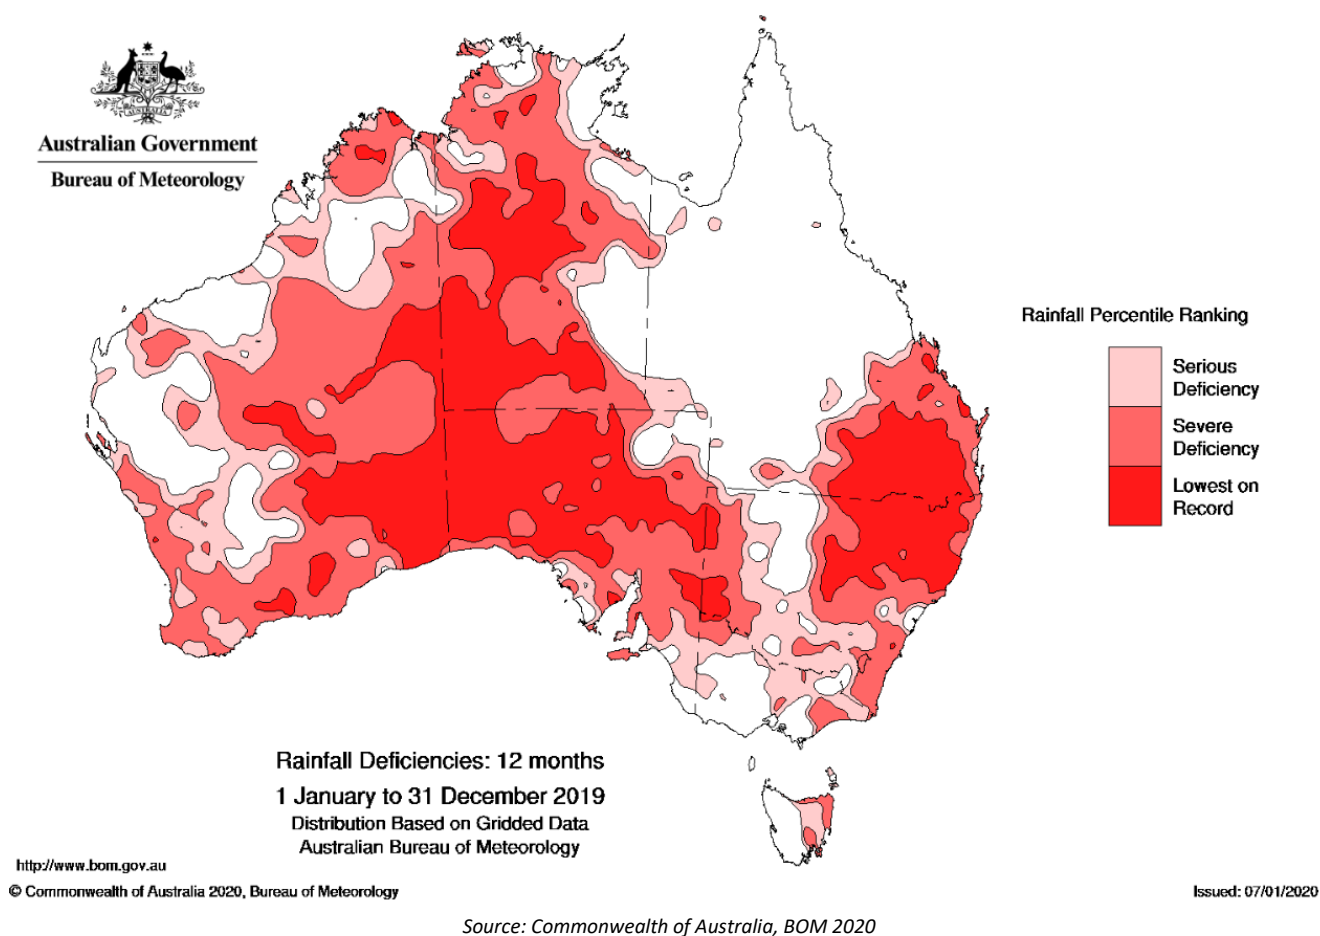 Australian Government
Bureau of Meteorology
Rainfall Percentile Ranking
Serious
Deficiency
Severe
Deficiency
Lowest on
Record
Rainfall Deficiencies: 12 months
1 January to 31 December 2019
Distribution Based on Gridded Data
Australian Bureau of Meteorology
http://www.bom.gov.au
© Commonwealth of Australia 2020, Bureau of Meteorology
Issued: 07/01/2020
Source: Commonwealth of Australia, BOM 2020